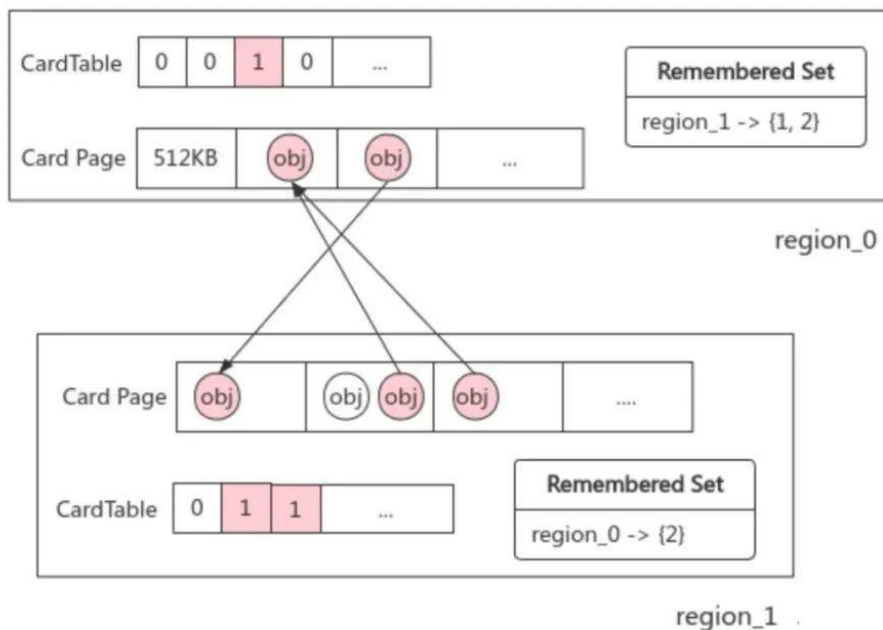 CardTable 0 0 1 0 ...
Remembered Set
region_1 -> {1, 2}
Card Page 512KB obj obj ...
region_0
Card Page obj obj obj obj ....
CardTable 0 1 1 ...
Remembered Set
region_0 -> {2}
region_1